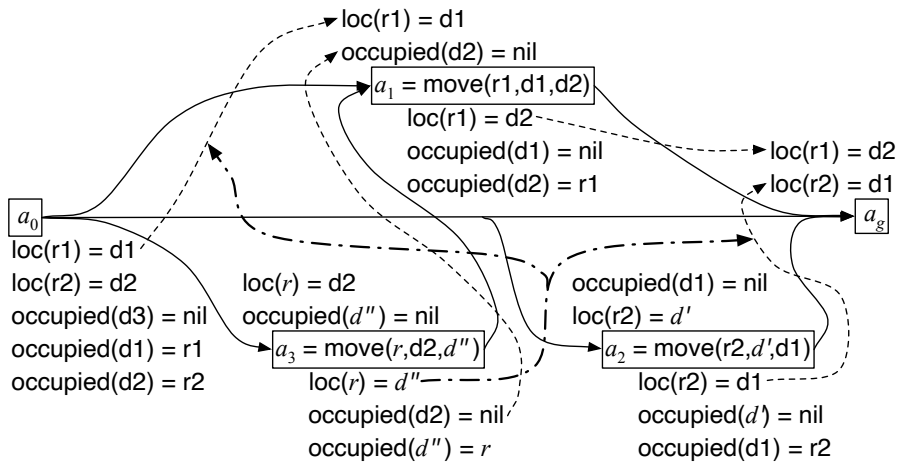 loc(r1) = d1
occupied(d2) = nil
a₁ = move(r1,d1,d2)
loc(r1) = d2
occupied(d1) = nil
occupied(d2) = r1
loc(r1) = d2
loc(r2) = d1
a₀
a_g
loc(r1) = d1
loc(r2) = d2
occupied(d3) = nil
occupied(d1) = r1
occupied(d2) = r2
loc(r) = d2
occupied(d″) = nil
a₃ = move(r,d2,d″)
loc(r) = d″
occupied(d2) = nil
occupied(d″) = r
occupied(d1) = nil
loc(r2) = d′
a₂ = move(r2,d′,d1)
loc(r2) = d1
occupied(d′) = nil
occupied(d1) = r2